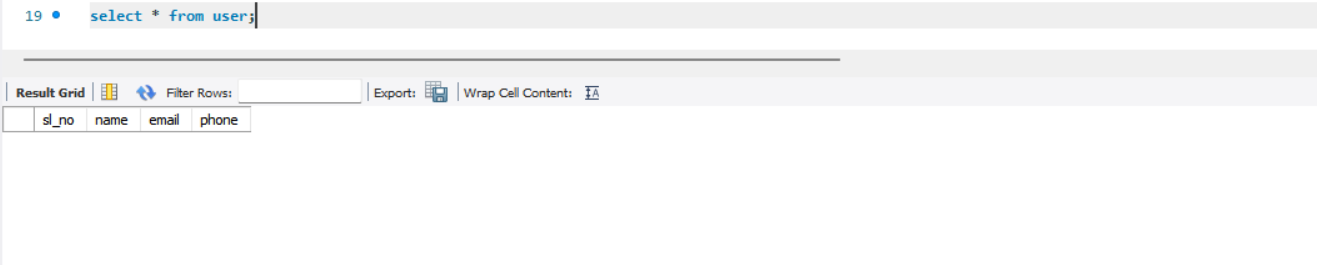 19 select * from user;
Result Grid Filter Rows: Export: Wrap Cell Content:
sl_no name email phone